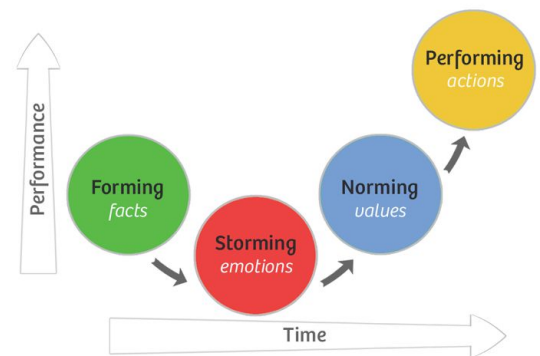 Performing
actions
Performance
Forming
facts
Norming
values
Storming
emotions
Time